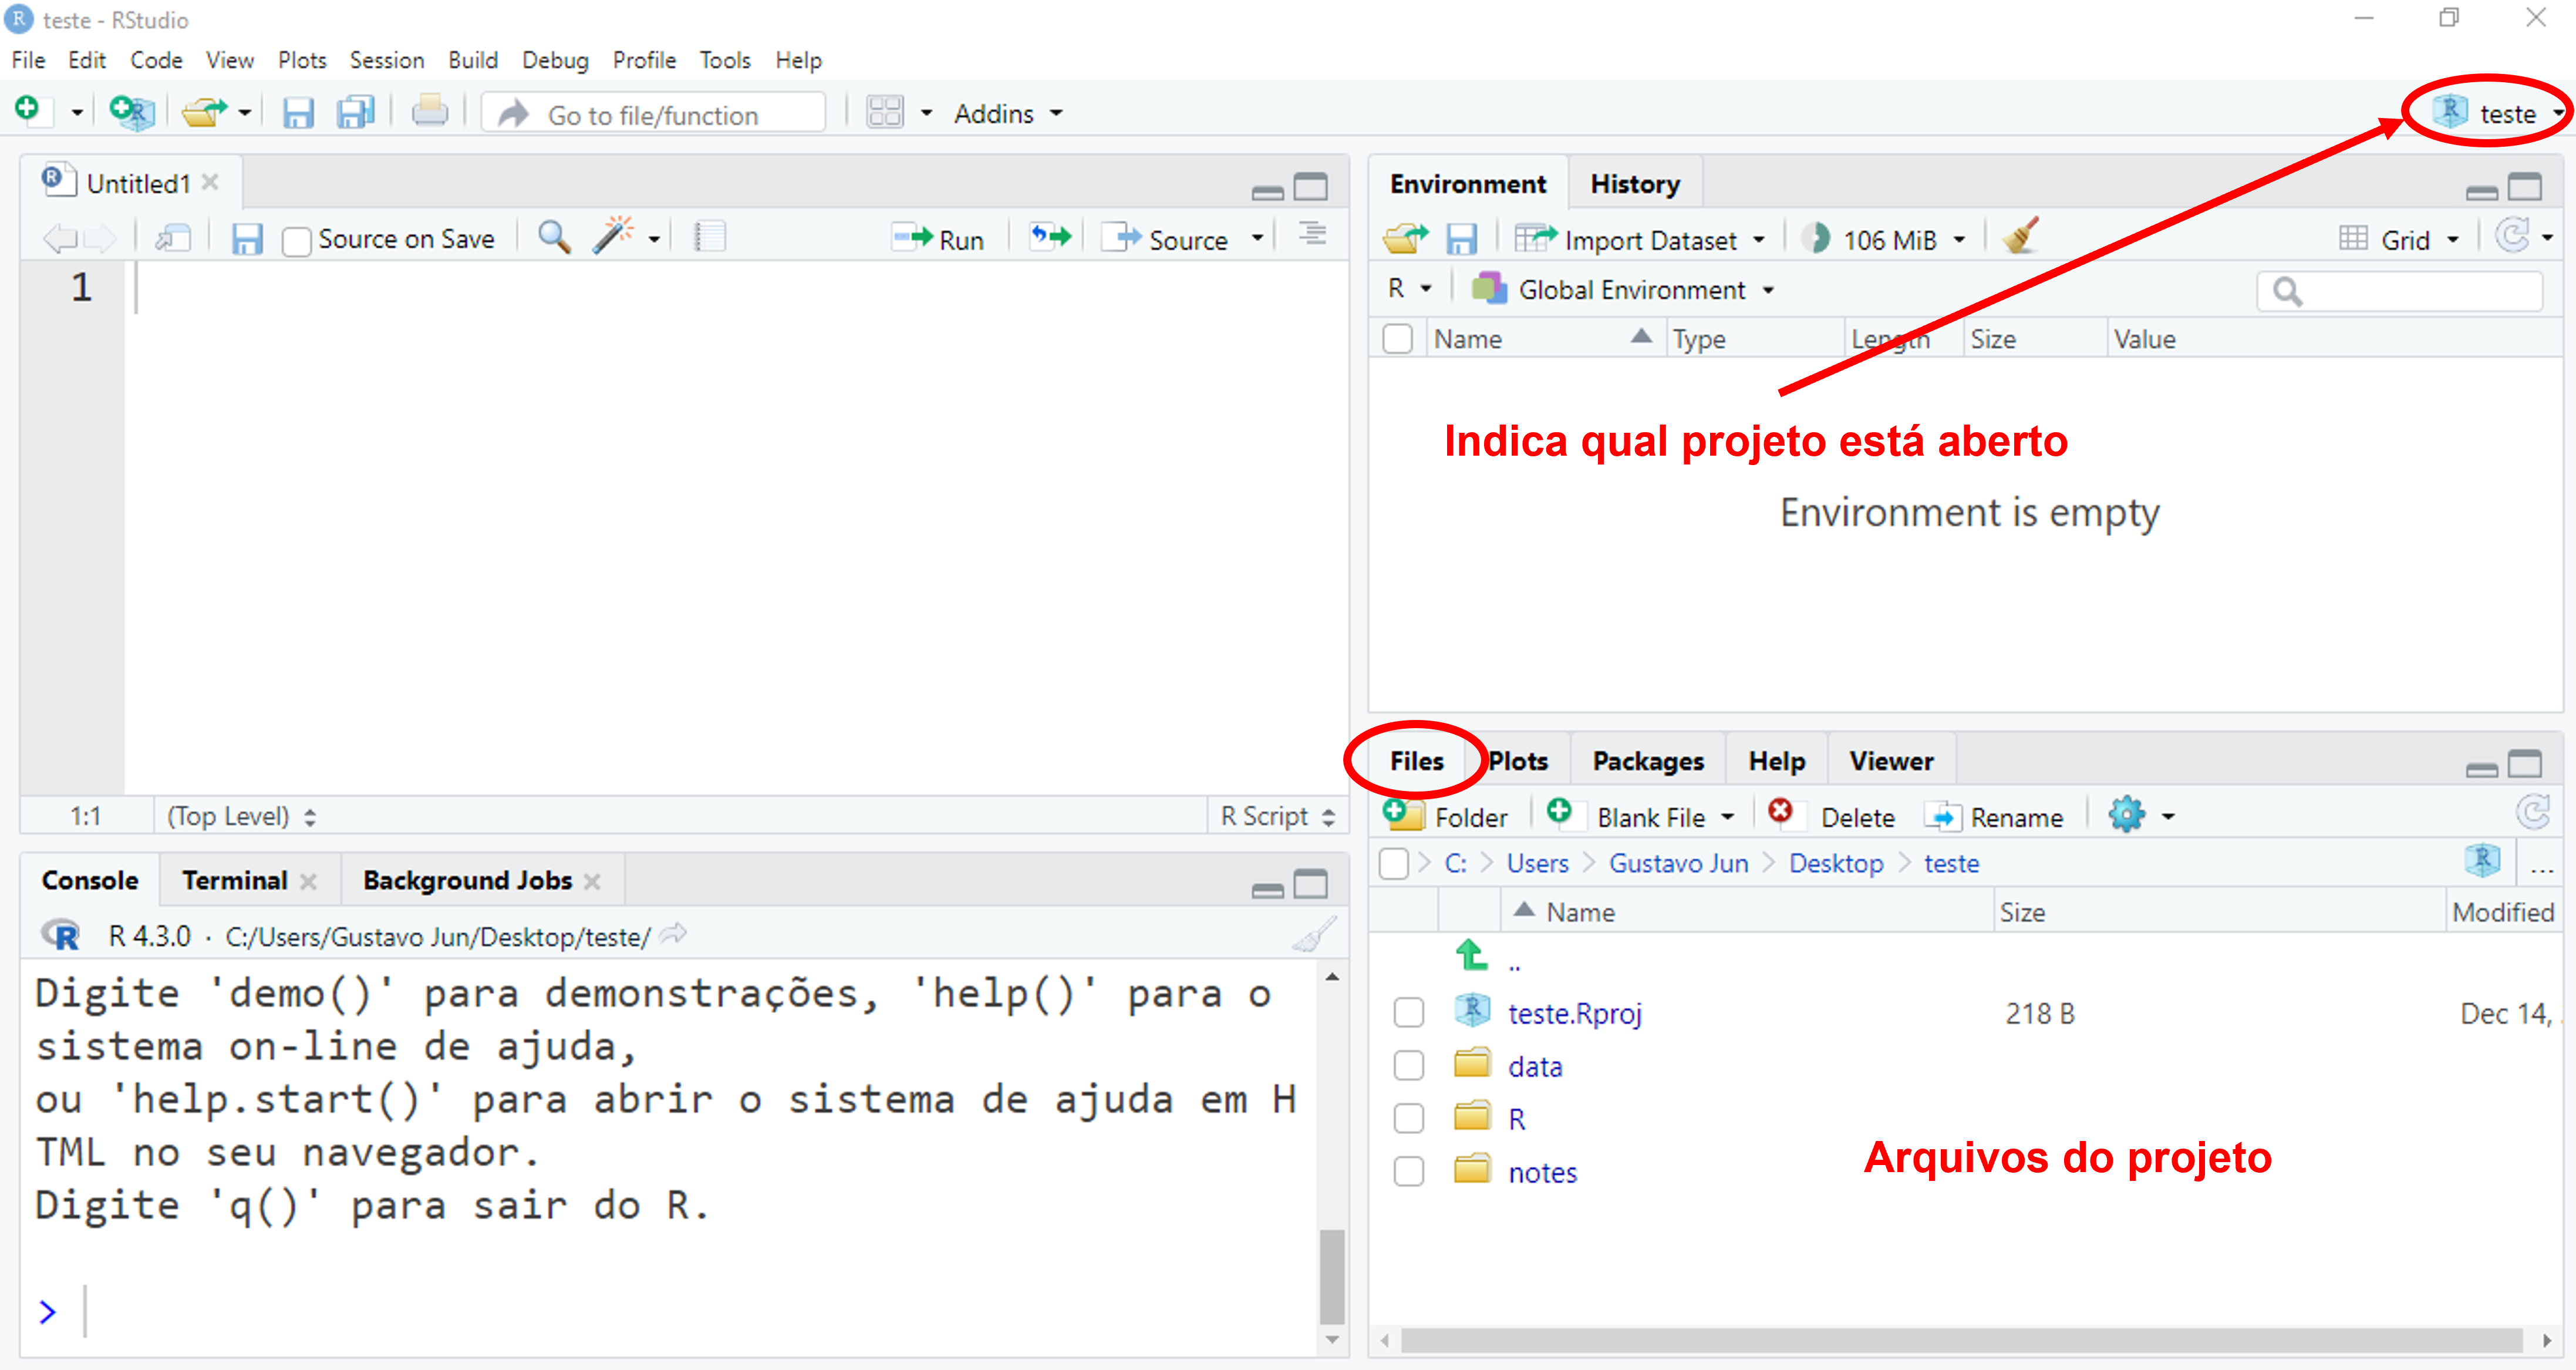 teste - RStudio
File Edit Code View Plots Session Build Debug Profile Tools Help
Go to file/function Addins teste
Untitled1
Source on Save Run Source
1
1:1 (Top Level) R Script
Console Terminal Background Jobs
R 4.3.0 · C:/Users/Gustavo Jun/Desktop/teste/
Digite 'demo()' para demonstrações, 'help()' para o
sistema on-line de ajuda,
ou 'help.start()' para abrir o sistema de ajuda em H
TML no seu navegador.
Digite 'q()' para sair do R.
>
Environment History
Import Dataset 106 MiB Grid
R Global Environment
Name Type Length Size Value
Indica qual projeto está aberto
Environment is empty
Files Plots Packages Help Viewer
Folder Blank File Delete Rename
C: > Users > Gustavo Jun > Desktop > teste ...
Name Size Modified
..
teste.Rproj 218 B Dec 14,
data
R
notes
Arquivos do projeto